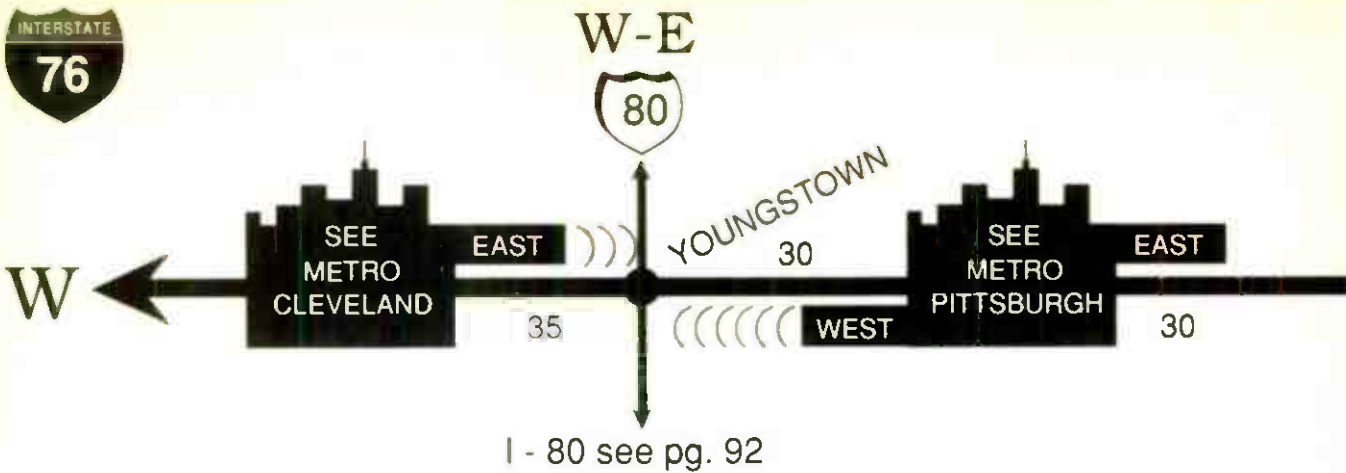 INTERSTATE
76
W-E
80
YOUNGSTOWN
SEE
METRO
CLEVELAND
EAST
30
SEE
METRO
PITTSBURGH
EAST
W
35
WEST
30
I - 80 see pg. 92